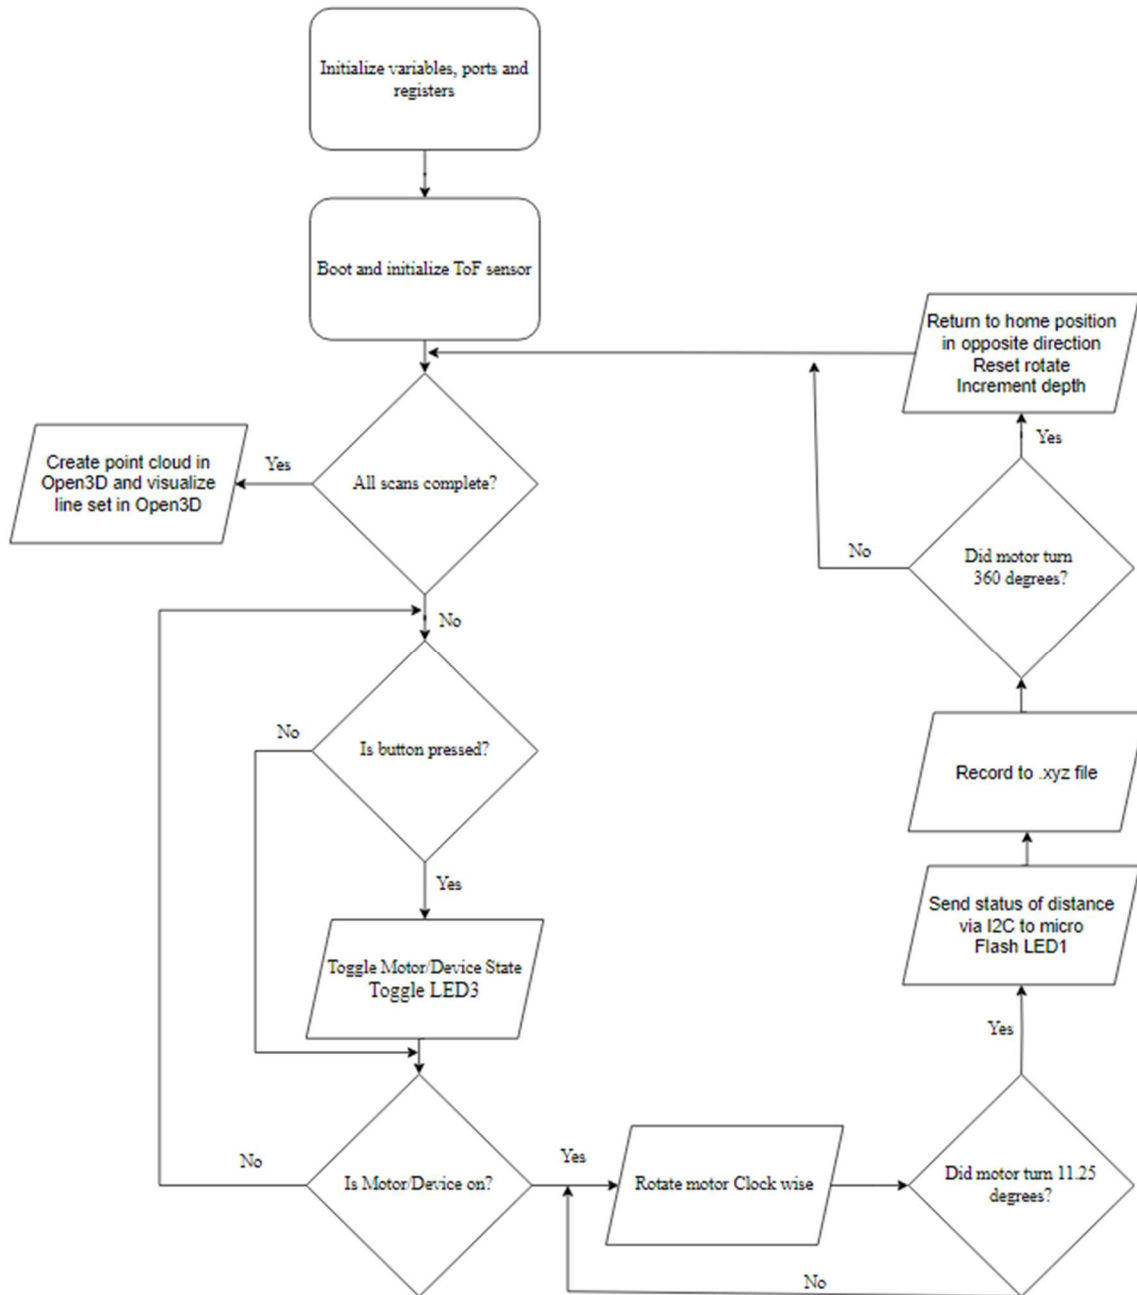 Initialize variables, ports and
registers
Boot and initialize ToF sensor
Return to home position
in opposite direction
Reset rotate
Increment depth
Yes
Create point cloud in
Open3D and visualize
line set in Open3D
Yes
All scans complete?
No
Did motor turn
360 degrees?
No
No
Is button pressed?
Record to .xyz file
Yes
Send status of distance
via I2C to micro
Flash LED1
Toggle Motor/Device State
Toggle LED3
Yes
No
Is Motor/Device on?
Yes
Rotate motor Clock wise
Did motor turn 11.25
degrees?
No